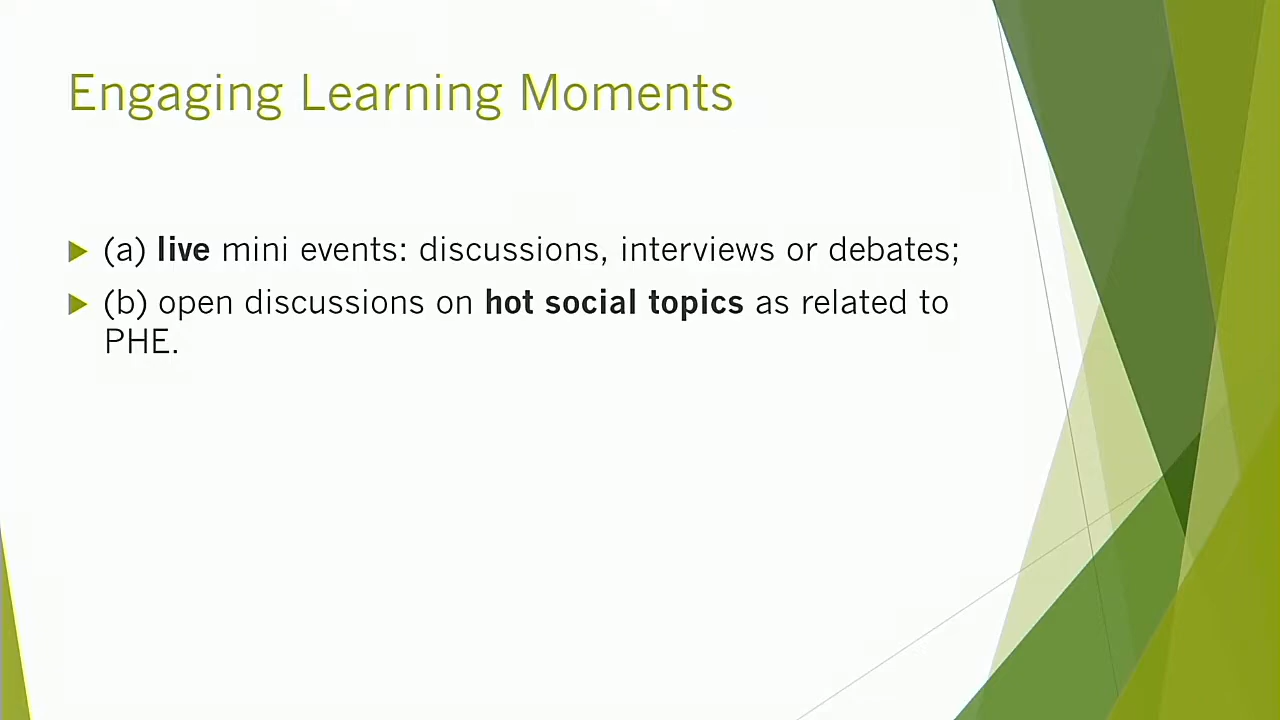 Engaging Learning Moments
(a) live mini events: discussions, interviews or debates;
(b) open discussions on hot social topics as related to
PHE.